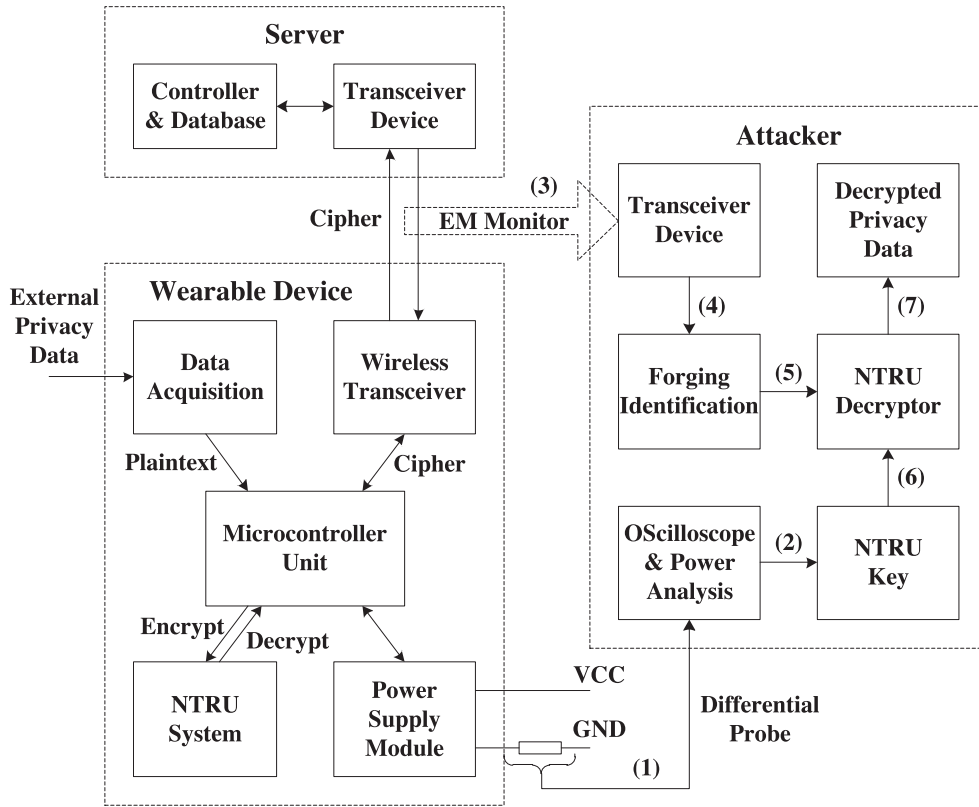 Server
Controller
& Database
Transceiver
Device
Attacker
(3)
Cipher
EM Monitor
Transceiver
Device
Decrypted
Privacy
Data
Wearable Device
External
Privacy
Data
(4)
(7)
Data
Acquisition
Wireless
Transceiver
Forging
Identification
(5)
NTRU
Decryptor
Plaintext
Cipher
(6)
Microcontroller
Unit
OScilloscope
& Power
Analysis
(2)
NTRU
Key
Encrypt
Decrypt
NTRU
System
Power
Supply
Module
VCC
GND
Differential
Probe
(1)